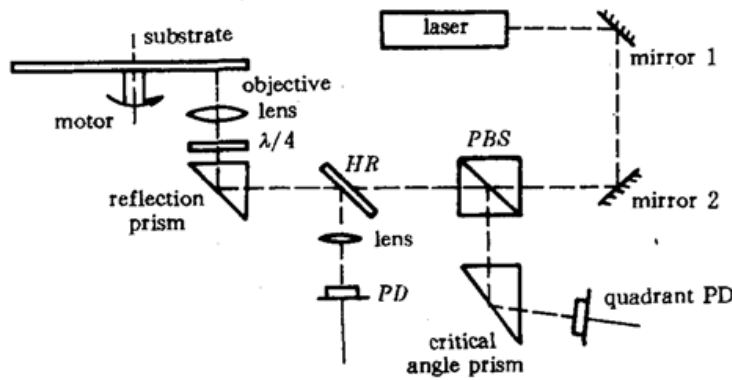 substrate
laser
mirror 1
objective
lens
motor
λ/4
HR
PBS
reflection
prism
mirror 2
lens
PD
quadrant PD
critical
angle prism